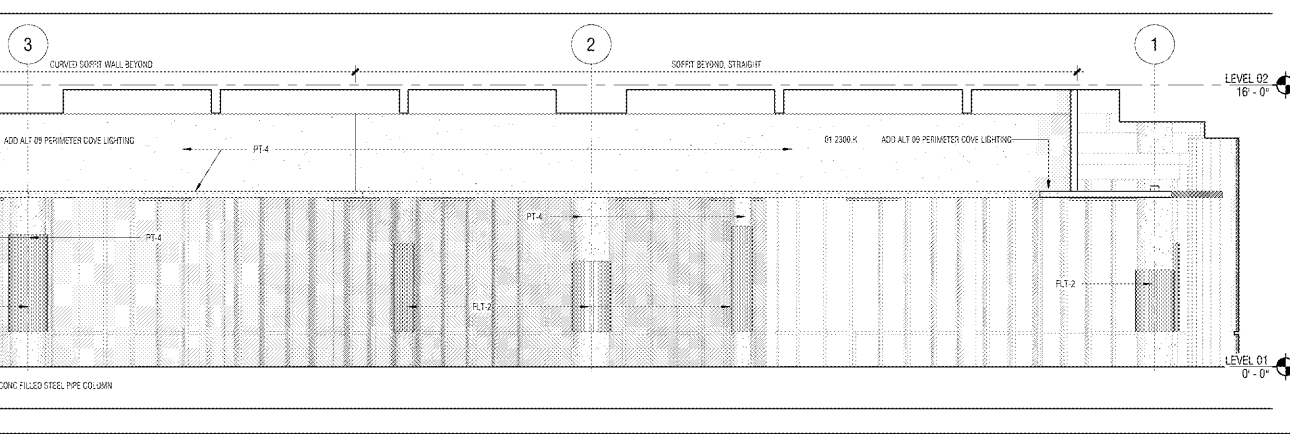 3
2
1
CURVED SOFFIT WALL BEYOND
SOFFIT BEYOND, STRAIGHT
LEVEL 02
16' - 0"
ADD ALT 09 PERIMETER COVE LIGHTING
PT-4
01 2300.K
ADD ALT 09 PERIMETER COVE LIGHTING
PT-4
PT-4
FLT-2
FLT-2
LEVEL 01
0' - 0"
CONC FILLED STEEL PIPE COLUMN